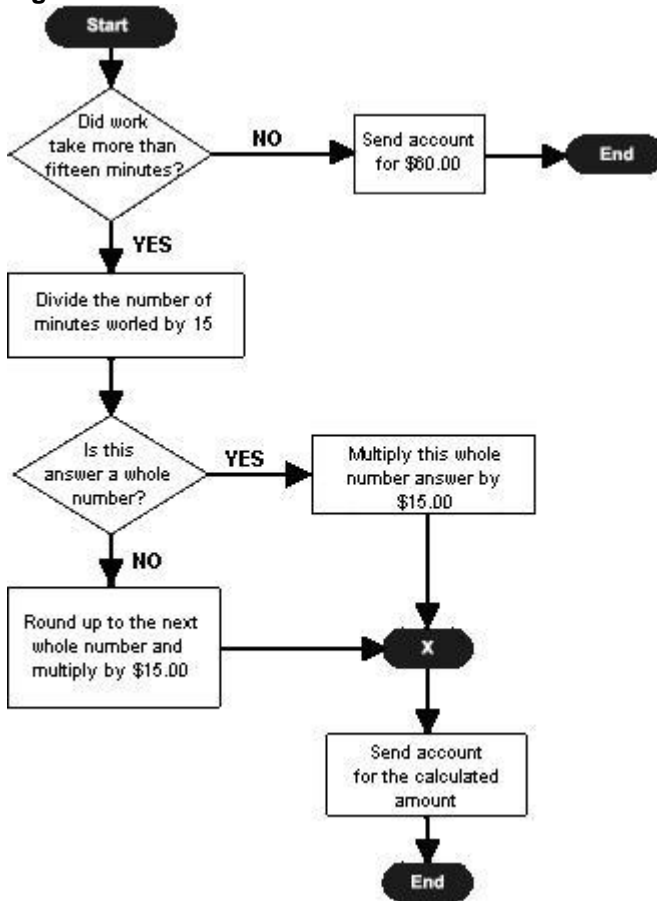 Start
Did work
take more than
fifteen minutes?
NO
Send account
for $60.00
End
YES
Divide the number of
minutes worled by 15
Is this
answer a whole
number?
YES
Multiply this whole
number answer by
$15.00
NO
Round up to the next
whole number and
multiply by $15.00
X
Send account
for the calculated
amount
End